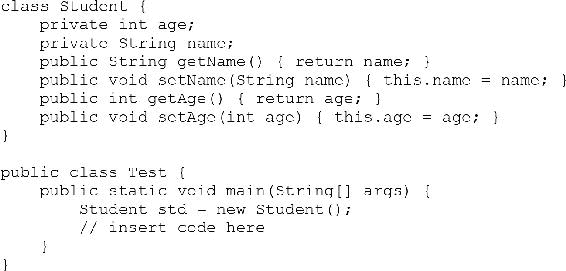 class Student {
    private int age;
    private String name;
    public String getName() { return name; }
    public void setName(String name) { this.name = name; }
    public int getAge() { return age; }
    public void setAge(int age) { this.age = age; }
}

public class Test {
    public static void main(String[] args) {
        Student std = new Student();
        // insert code here
    }
}